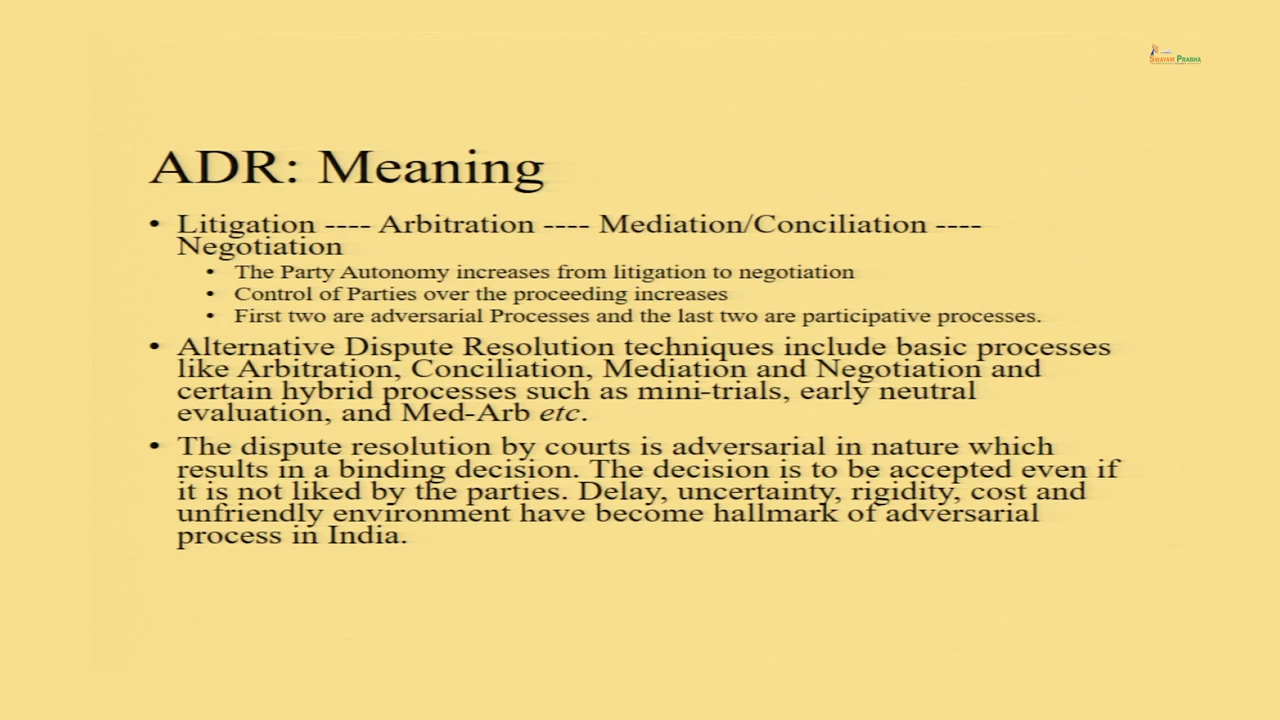 SWAYAM PRABHA
ADR: Meaning
• Litigation ---- Arbitration ---- Mediation/Conciliation ----
Negotiation
• The Party Autonomy increases from litigation to negotiation
• Control of Parties over the proceeding increases
• First two are adversarial Processes and the last two are participative processes.
• Alternative Dispute Resolution techniques include basic processes
like Arbitration, Conciliation, Mediation and Negotiation and
certain hybrid processes such as mini-trials, early neutral
evaluation, and Med-Arb etc.
• The dispute resolution by courts is adversarial in nature which
results in a binding decision. The decision is to be accepted even if
it is not liked by the parties. Delay, uncertainty, rigidity, cost and
unfriendly environment have become hallmark of adversarial
process in India.